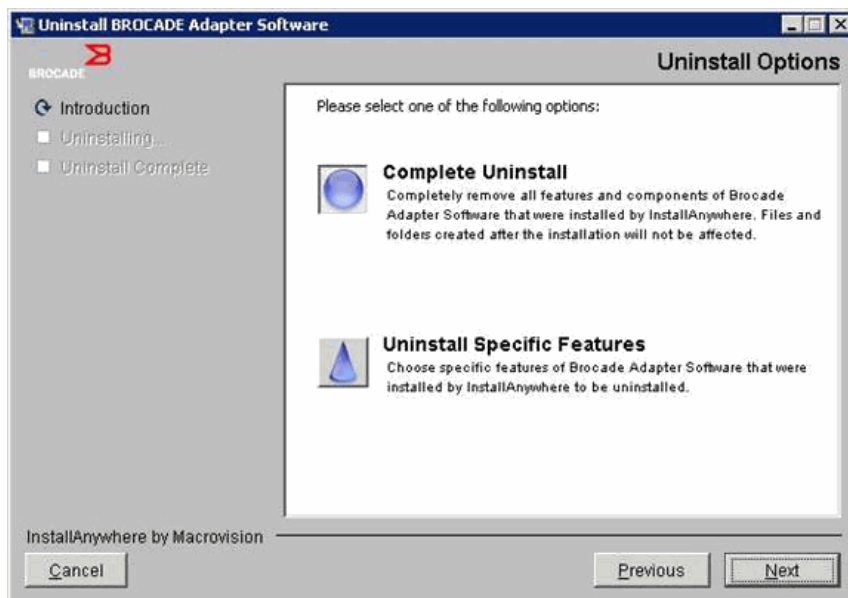 Uninstall BROCADE Adapter Software
BROCADE
Uninstall Options
Introduction
Uninstalling...
Uninstall Complete
Please select one of the following options:
Complete Uninstall
Completely remove all features and components of Brocade
Adapter Software that were installed by InstallAnywhere. Files and
folders created after the installation will not be affected.
Uninstall Specific Features
Choose specific features of Brocade Adapter Software that were
installed by InstallAnywhere to be uninstalled.
InstallAnywhere by Macrovision
Cancel
Previous
Next